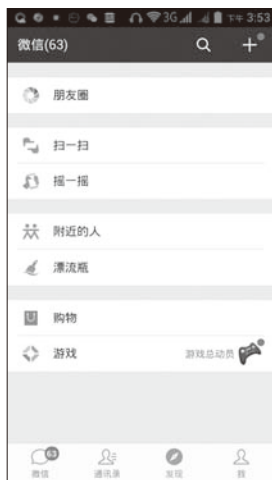 3G 下午 3:53
微信(63)
朋友圈
扫一扫
摇一摇
附近的人
漂流瓶
购物
游戏 游戏总动员
63
微信 通讯录 发现 我